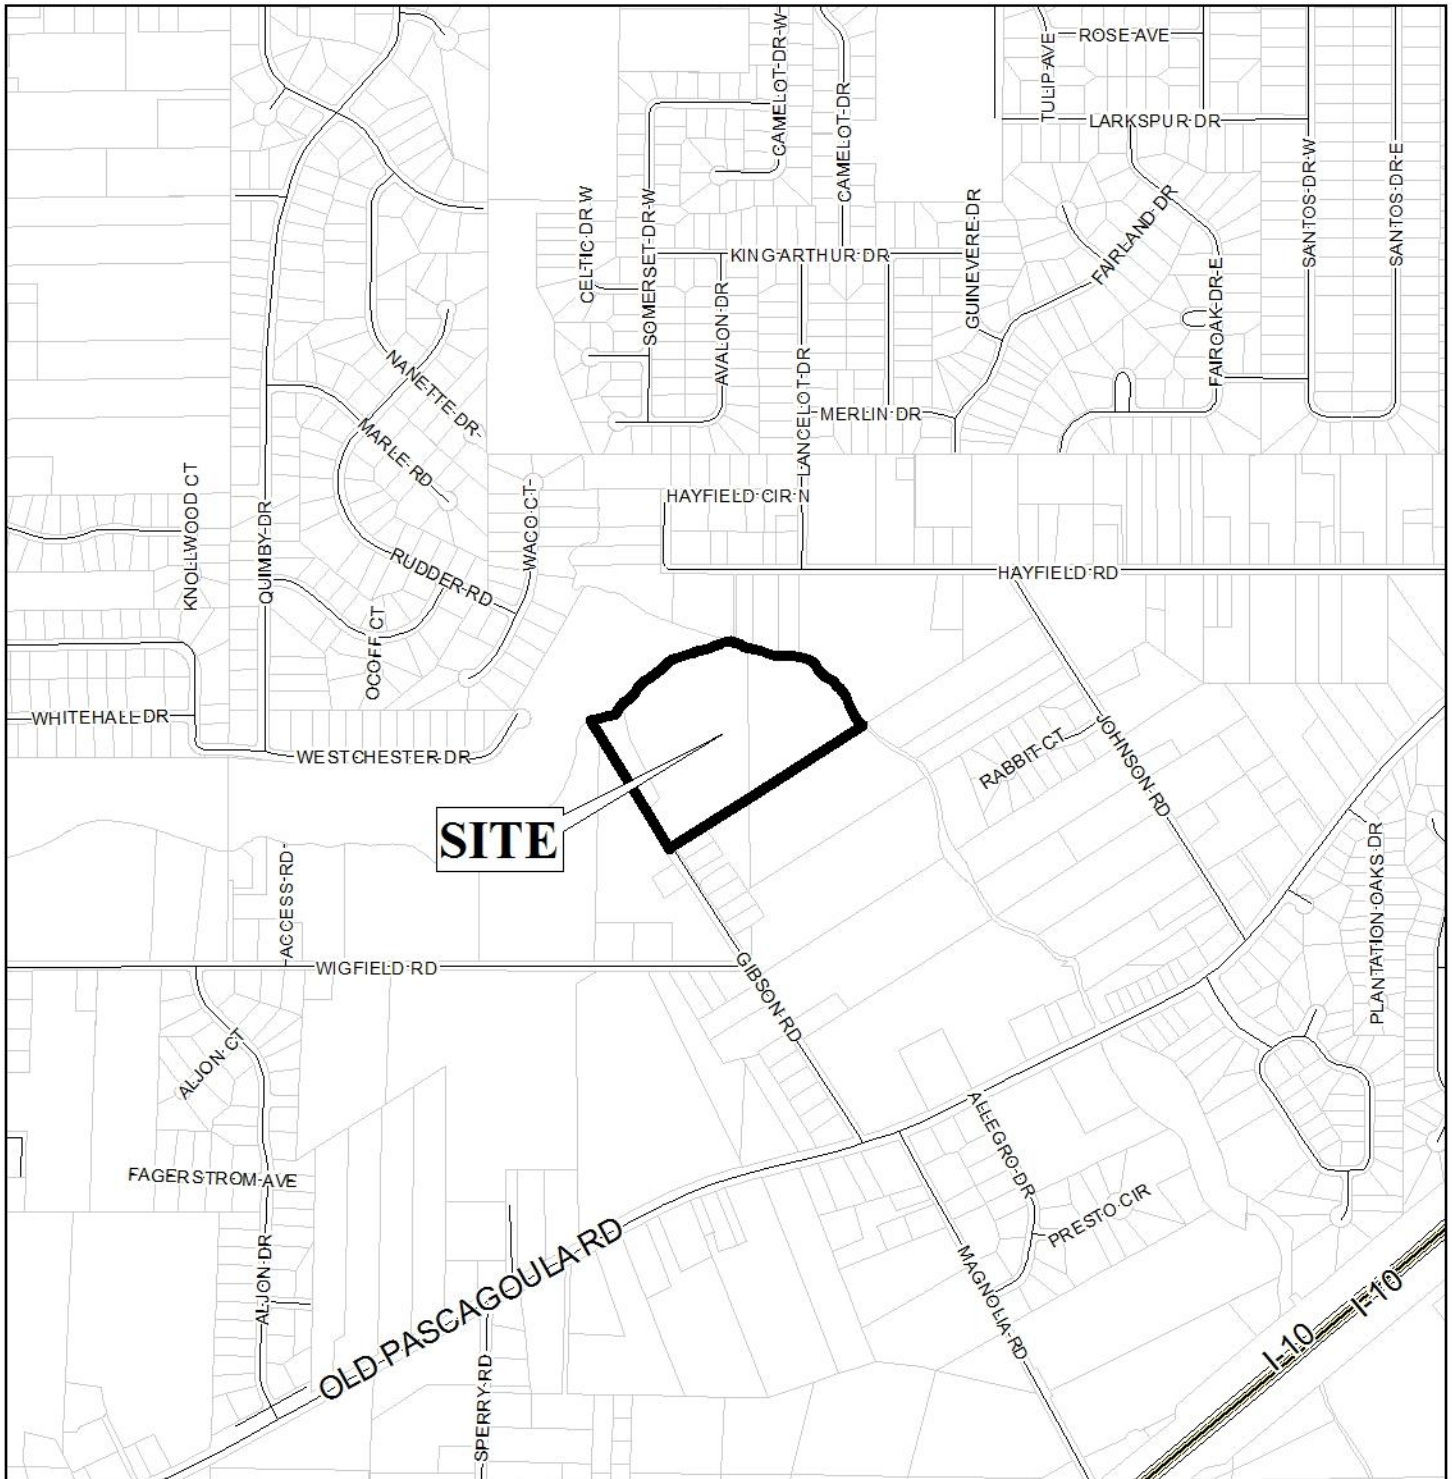 ROSE AVE
TULIP AVE
CAMELOT DR W
CAMELOT DR
LARKSPUR DR
SANTOS DR W
SANTOS DR E
CELTIC DR W
SOMERSET DR W
KING ARTHUR DR
GUINEVERE DR
FAIRLAND DR
AVALON DR
FAIROAK DR E
LANCELOT DR
NANETTE DR
MERLIN DR
MARLE RD
KNOLLWOOD CT
HAYFIELD CIR N
QUIMBY DR
WACO CT
RUDDER RD
HAYFIELD RD
OCOFF CT
WHITEHALL DR
WESTCHESTER DR
RABBIT CT
JOHNSON RD
SITE
PLANTATION OAKS DR
ACCESS RD
WIGFIELD RD
GIBSON RD
ALJON CT
ALLEGRO DR
FAGERSTROM AVE
PRESTO CIR
ALJON DR
OLD PASCAGOULA RD
MAGNOLIA RD
I-10
I-10
SPERRY RD